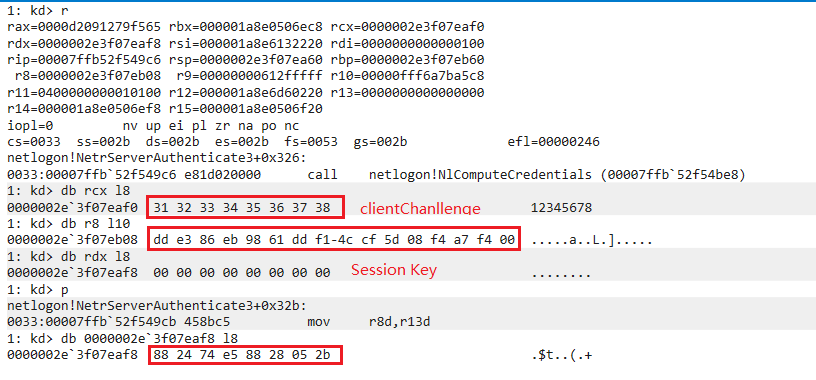 1: kd> r
rax=0000d2091279f565 rbx=000001a8e0506ec8 rcx=0000002e3f07eaf0
rdx=0000002e3f07eaf8 rsi=000001a8e6132220 rdi=0000000000000100
rip=00007ffb52f549c6 rsp=0000002e3f07ea60 rbp=0000002e3f07eb60
r8=0000002e3f07eb08 r9=00000000612fffff r10=00000fff6a7ba5c8
r11=0400000000010100 r12=000001a8e6d60220 r13=0000000000000000
r14=000001a8e0506ef8 r15=000001a8e0506f20
iopl=0 nv up ei pl zr na po nc
cs=0033 ss=002b ds=002b es=002b fs=0053 gs=002b efl=00000246
netlogon!NetrServerAuthenticate3+0x326:
0033:00007ffb`52f549c6 e81d020000 call netlogon!NlComputeCredentials (00007ffb`52f54be8)
1: kd> db rcx l8
0000002e`3f07eaf0 31 32 33 34 35 36 37 38 clientChanllenge 12345678
1: kd> db r8 l10
0000002e`3f07eb08 dd e3 86 eb 98 61 dd f1-4c cf 5d 08 f4 a7 f4 00 .....a..L.].....
1: kd> db rdx l8
0000002e`3f07eaf8 00 00 00 00 00 00 00 00 Session Key ........
1: kd> p
netlogon!NetrServerAuthenticate3+0x32b:
0033:00007ffb`52f549cb 458bc5 mov r8d,r13d
1: kd> db 0000002e`3f07eaf8 l8
0000002e`3f07eaf8 88 24 74 e5 88 28 05 2b .$t..(.+